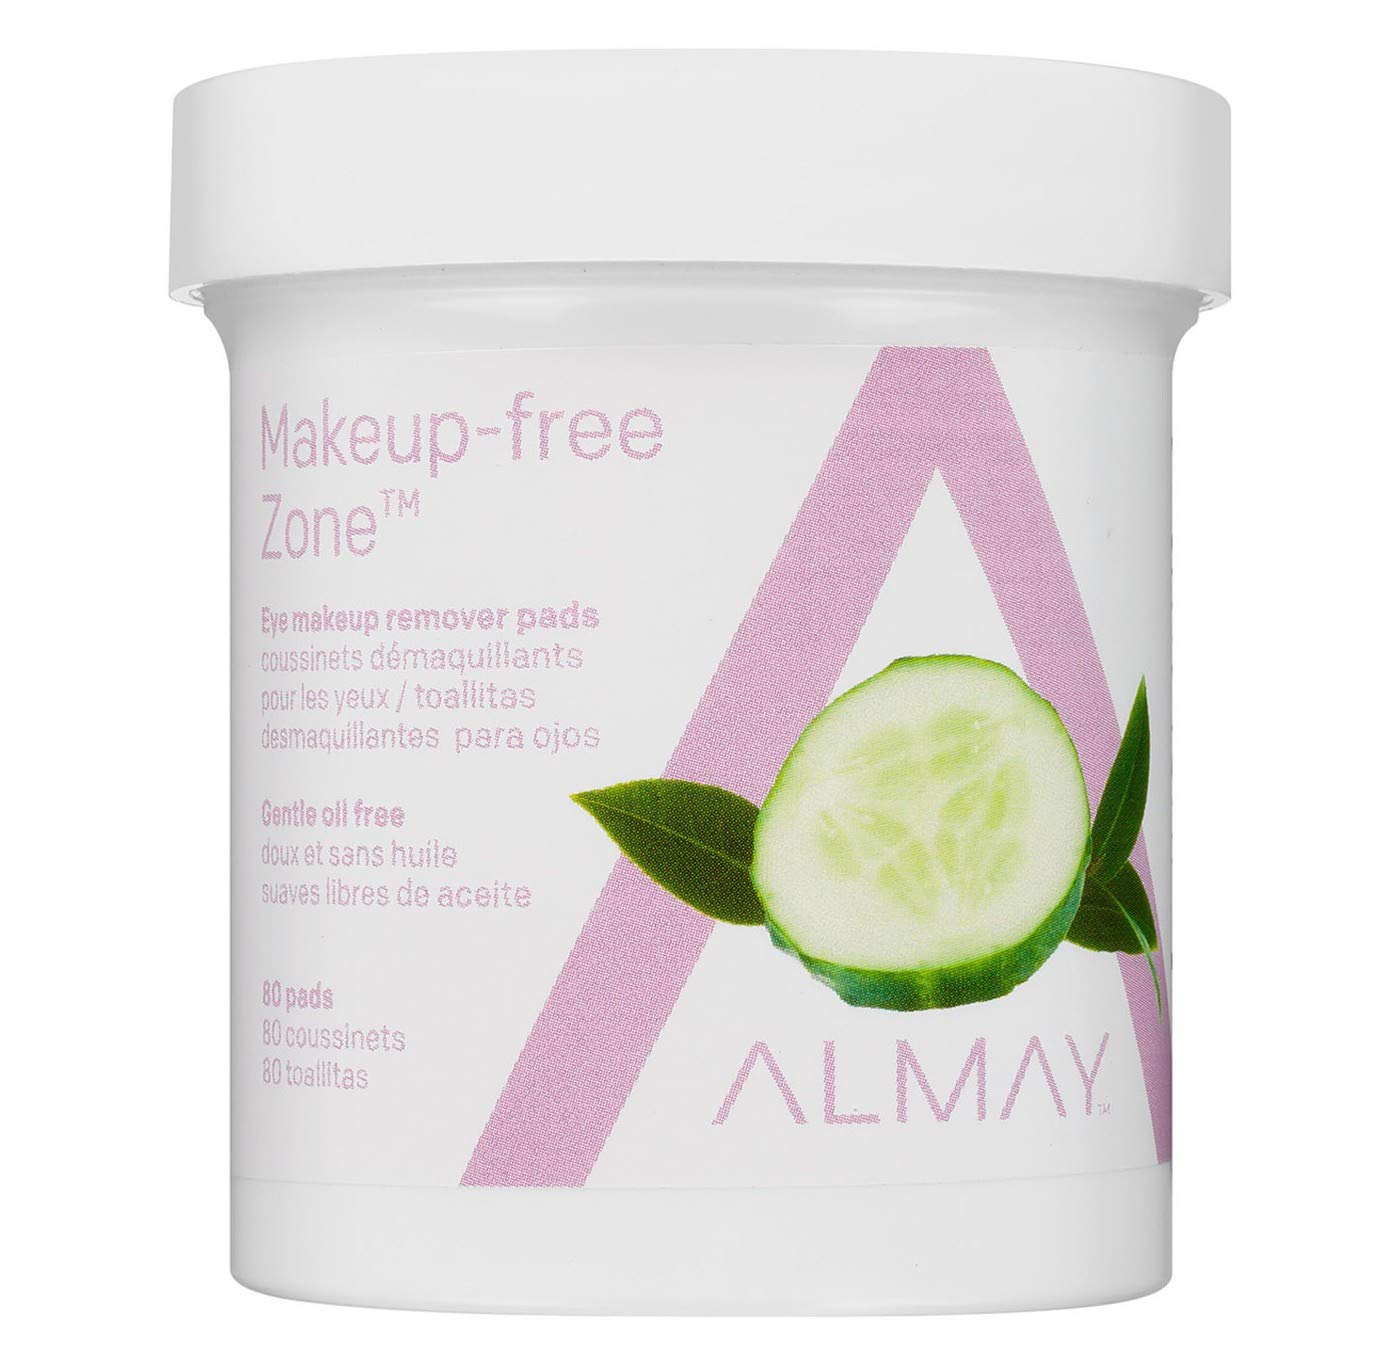 Makeup-free
Zone™
Eye makeup remover pads
coussinets démaquillants
pour les yeux / toallitas
desmaquillantes para ojos
Gentle oil free
doux et sans huile
suaves libres de aceite
80 pads
80 coussinets
80 toallitas
ALMAY™